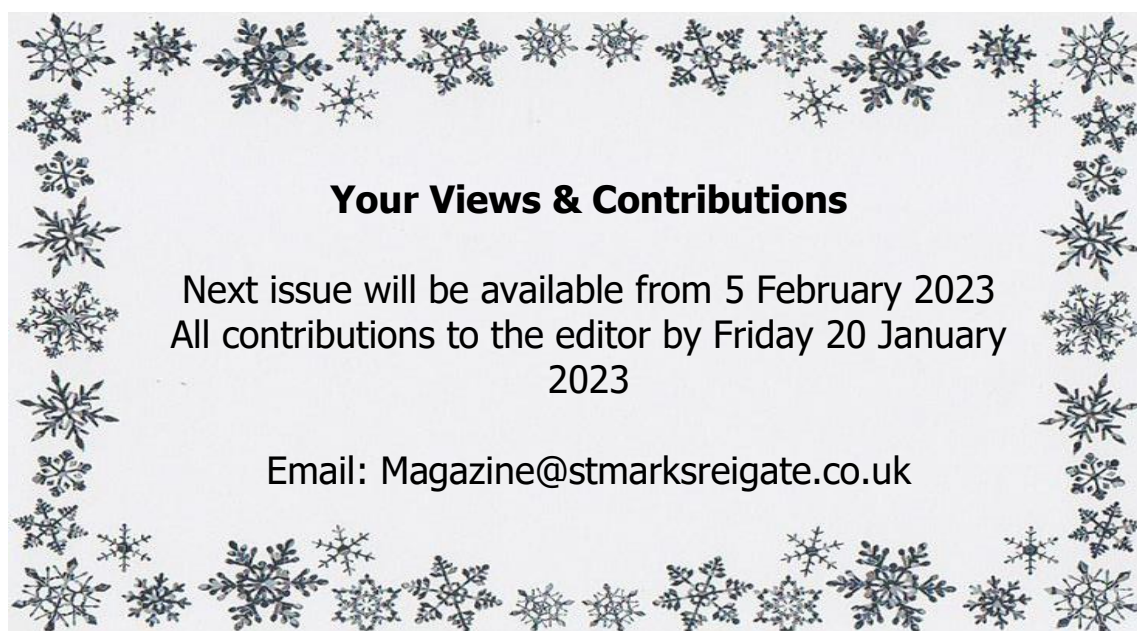 Your Views & Contributions
Next issue will be available from 5 February 2023
All contributions to the editor by Friday 20 January
2023
Email: Magazine@stmarksreigate.co.uk